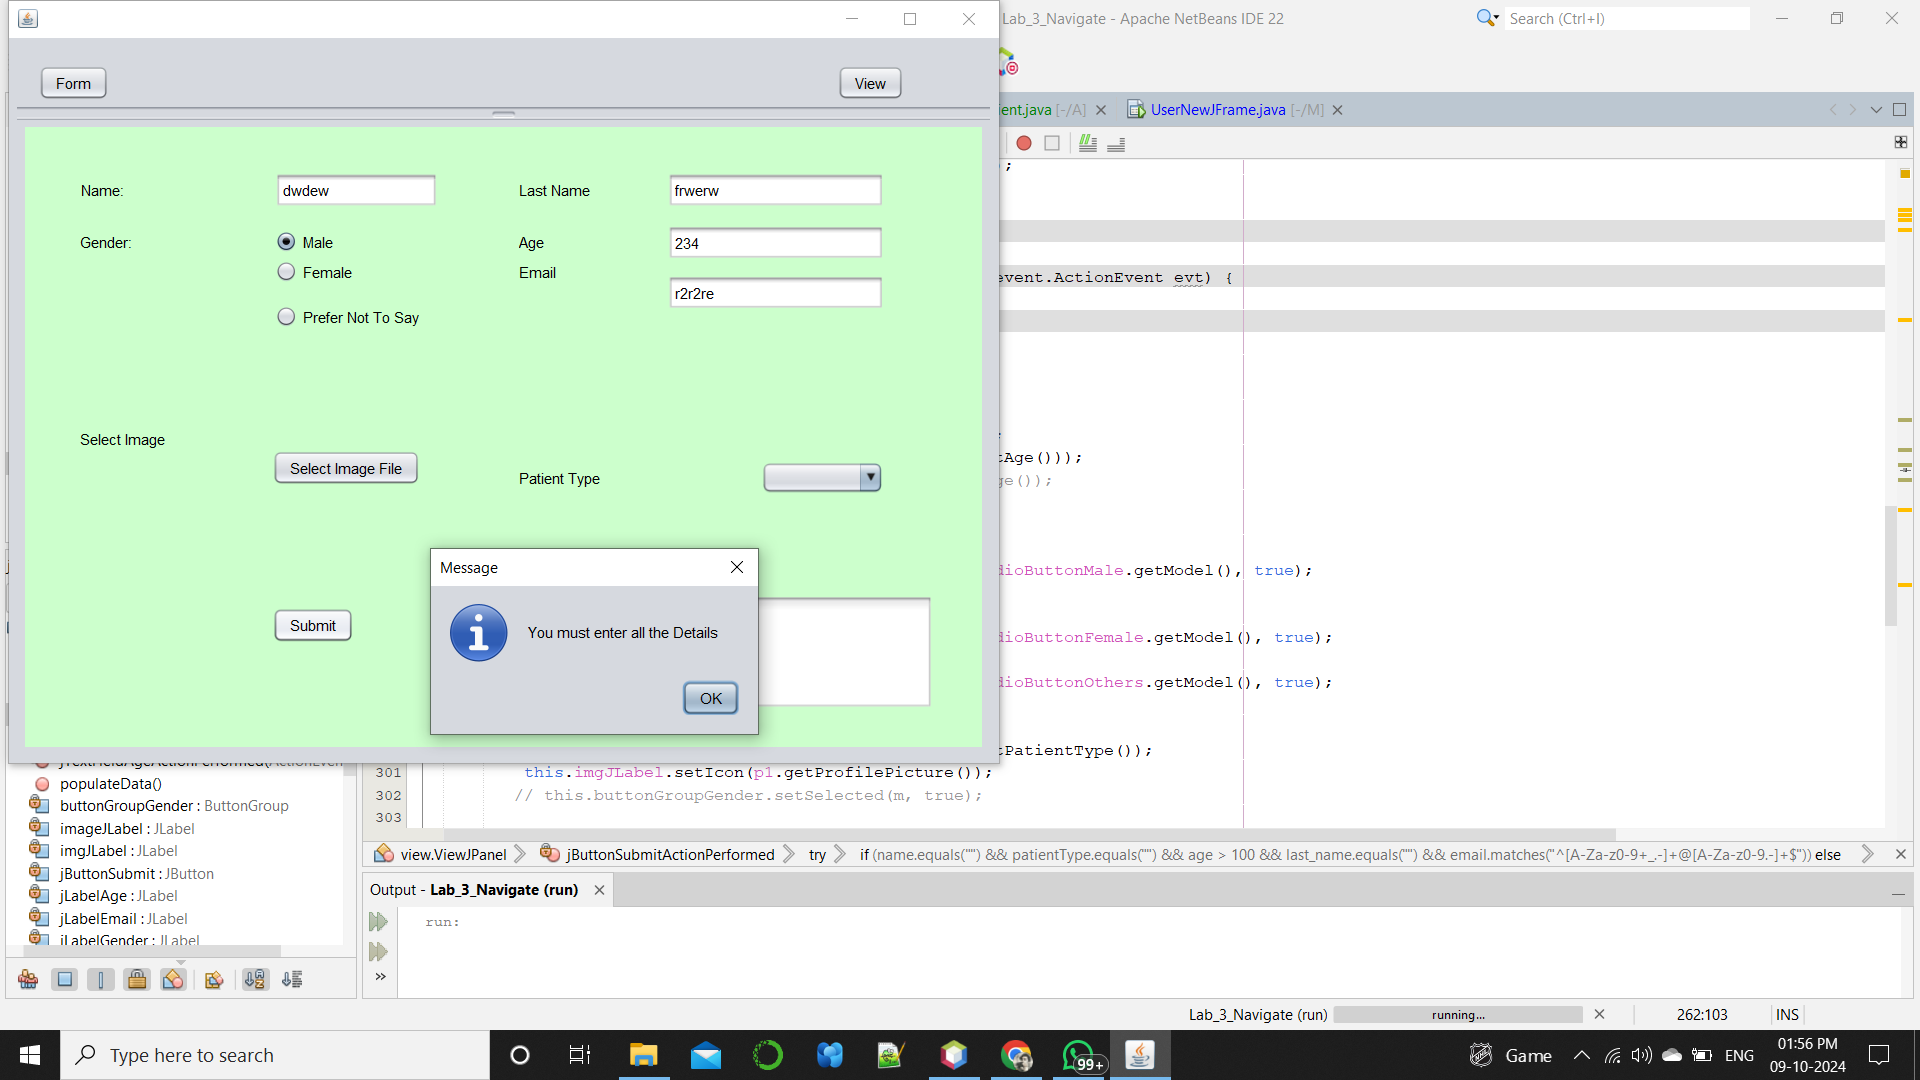 Lab_3_Navigate - Apache NetBeans IDE 22
Search (Ctrl+I)
Form
View
ent.java [-/A]
UserNewJFrame.java [-/M]
Name:
dwdew
Last Name
frwerw
;
Gender:
Male
Age
234
Female
Email
event.ActionEvent evt) {
r2r2re
Prefer Not To Say
Select Image
;
tAge()));
Select Image File
Patient Type
ge());
Message
dioButtonMale.getModel(), true);
Submit
You must enter all the Details
dioButtonFemale.getModel(), true);
dioButtonOthers.getModel(), true);
OK
tPatientType());
jTextFieldAgeActionPerformed(ActionEven
301 this.imgJLabel.setIcon(p1.getProfilePicture());
populateData()
302 // this.buttonGroupGender.setSelected(m, true);
buttonGroupGender : ButtonGroup
303
imageJLabel : JLabel
imgJLabel : JLabel
view.ViewJPanel
jButtonSubmitActionPerformed
try
if (name.equals("") && patientType.equals("") && age > 100 && last_name.equals("") && email.matches("^[A-Za-z0-9+_.-]+@[A-Za-z0-9.-]+$")) else
jButtonSubmit : JButton
jLabelAge : JLabel
Output - Lab_3_Navigate (run)
jLabelEmail : JLabel
run:
jLabelGender : JLabel
Lab_3_Navigate (run)
running...
262:103
INS
Type here to search
99+
Game
ENG
01:56 PM
09-10-2024